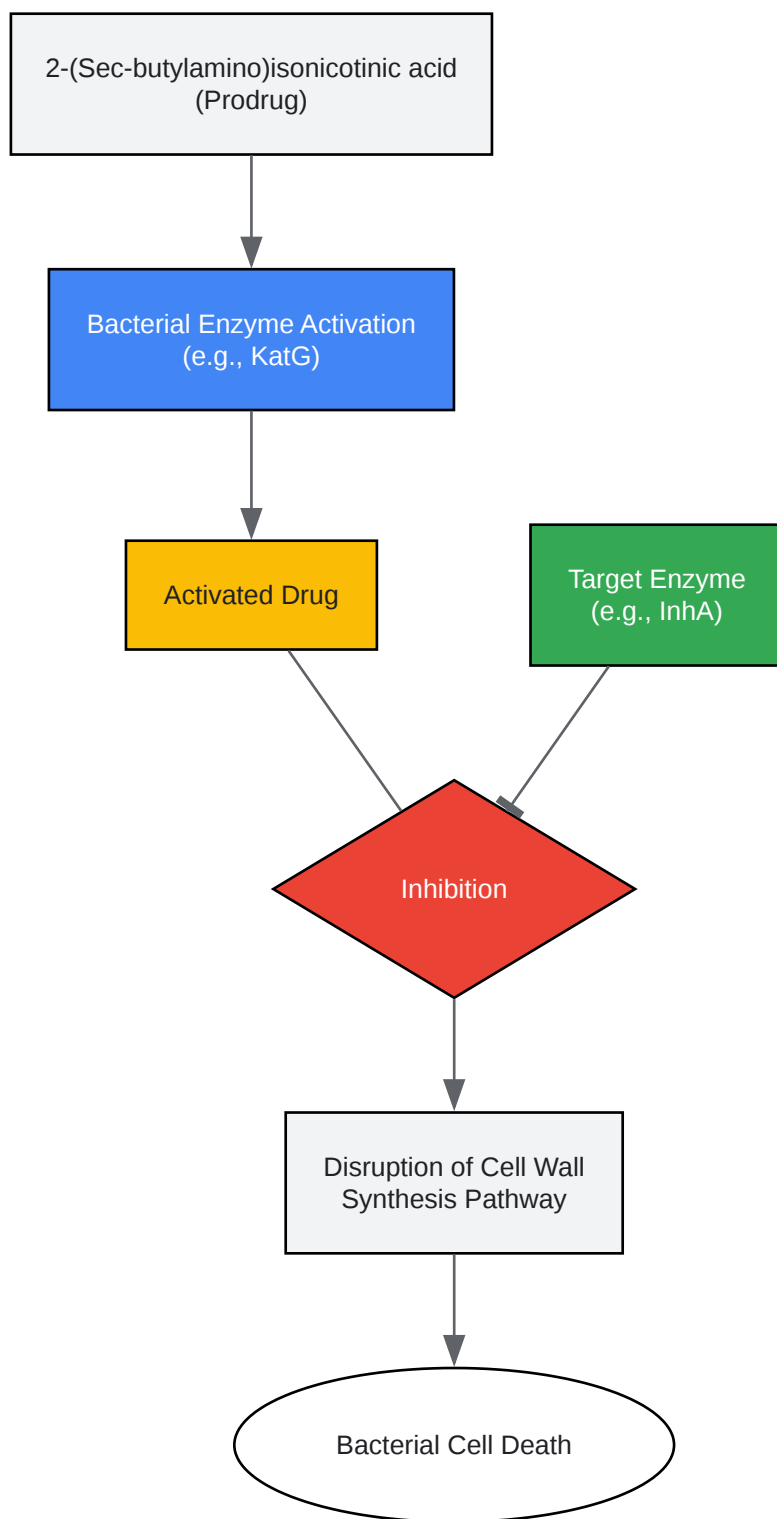 2-(Sec-butylamino)isonicotinic acid
(Prodrug)
Bacterial Enzyme Activation
(e.g., KatG)
Activated Drug
Target Enzyme
(e.g., InhA)
Inhibition
Disruption of Cell Wall
Synthesis Pathway
Bacterial Cell Death